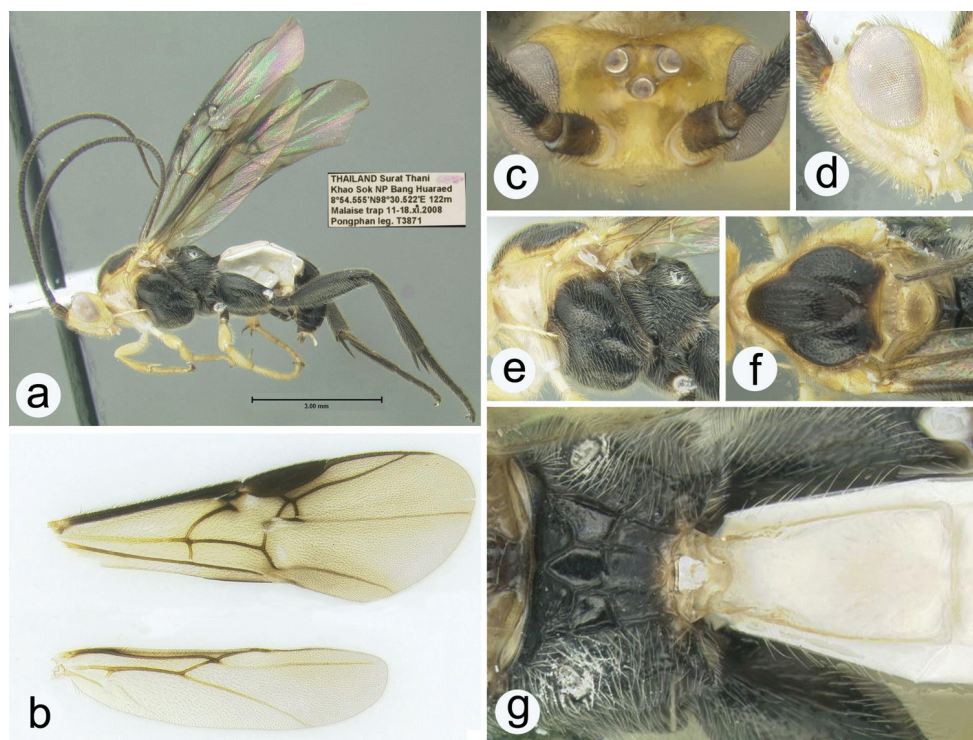 c
d
THAILAND Surat Thani
Khao Sok NP Bang Huaraed
8°54.555'N98°30.522'E 122m
Malaise trap 11-18.xi.2008
Pongphan leg. T3871
e
f
a
2.00 mm
b
g